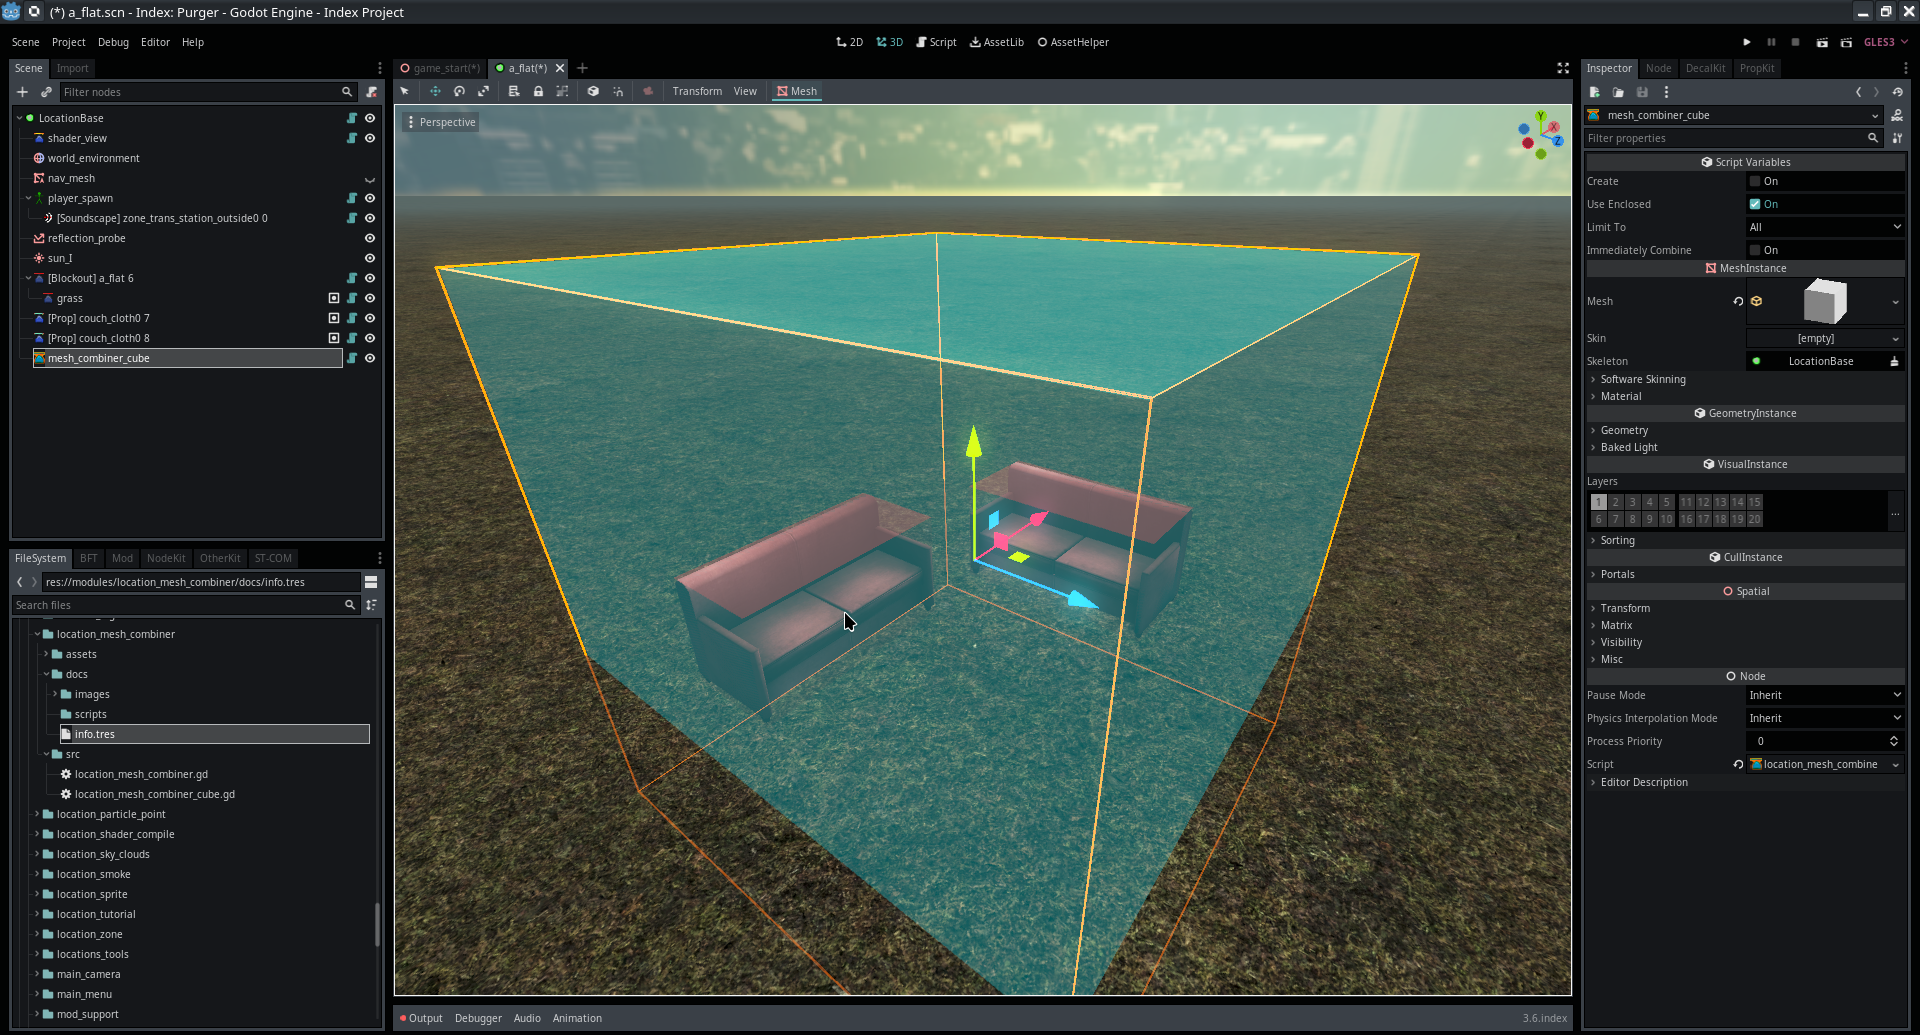 (*) a_flat.scn - Index: Purger - Godot Engine - Index Project
Scene Project Debug Editor Help
2D 3D Script AssetLib AssetHelper
GLES3
Scene Import
Filter nodes
LocationBase
shader_view
world_environment
nav_mesh
player_spawn
[Soundscape] zone_trans_station_outside0 0
reflection_probe
sun_I
[Blockout] a_flat 6
grass
[Prop] couch_cloth0 7
[Prop] couch_cloth0 8
mesh_combiner_cube
FileSystem BFT Mod NodeKit OtherKit ST-COM
res://modules/location_mesh_combiner/docs/info.tres
Search files
location_mesh_combiner
assets
docs
images
scripts
info.tres
src
location_mesh_combiner.gd
location_mesh_combiner_cube.gd
location_particle_point
location_shader_compile
location_sky_clouds
location_smoke
location_sprite
location_tutorial
location_zone
locations_tools
main_camera
main_menu
mod_support
game_start(*) a_flat(*)
Transform View Mesh
Perspective
Y
X
Z
Output Debugger Audio Animation
3.6.index
Inspector Node DecalKit PropKit
mesh_combiner_cube
Filter properties
Script Variables
Create On
Use Enclosed On
Limit To All
Immediately Combine On
MeshInstance
Mesh
Skin [empty]
Skeleton LocationBase
Software Skinning
Material
GeometryInstance
Geometry
Baked Light
VisualInstance
Layers
1 2 3 4 5 11 12 13 14 15
6 7 8 9 10 16 17 18 19 20
...
Sorting
CullInstance
Portals
Spatial
Transform
Matrix
Visibility
Misc
Node
Pause Mode Inherit
Physics Interpolation Mode Inherit
Process Priority 0
Script location_mesh_combine
Editor Description